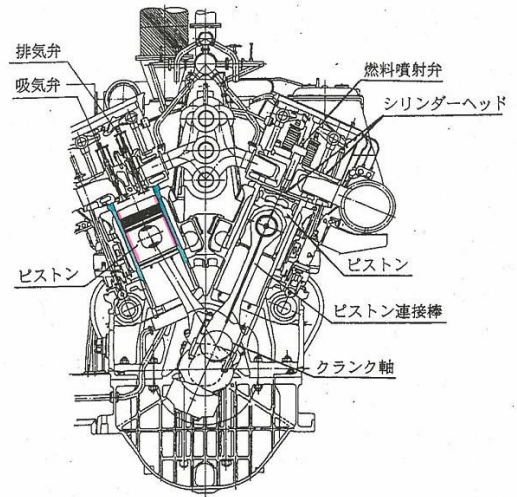 排気弁
吸気弁
ピストン
燃料噴射弁
シリンダーヘッド
ピストン
ピストン連接棒
クランク軸